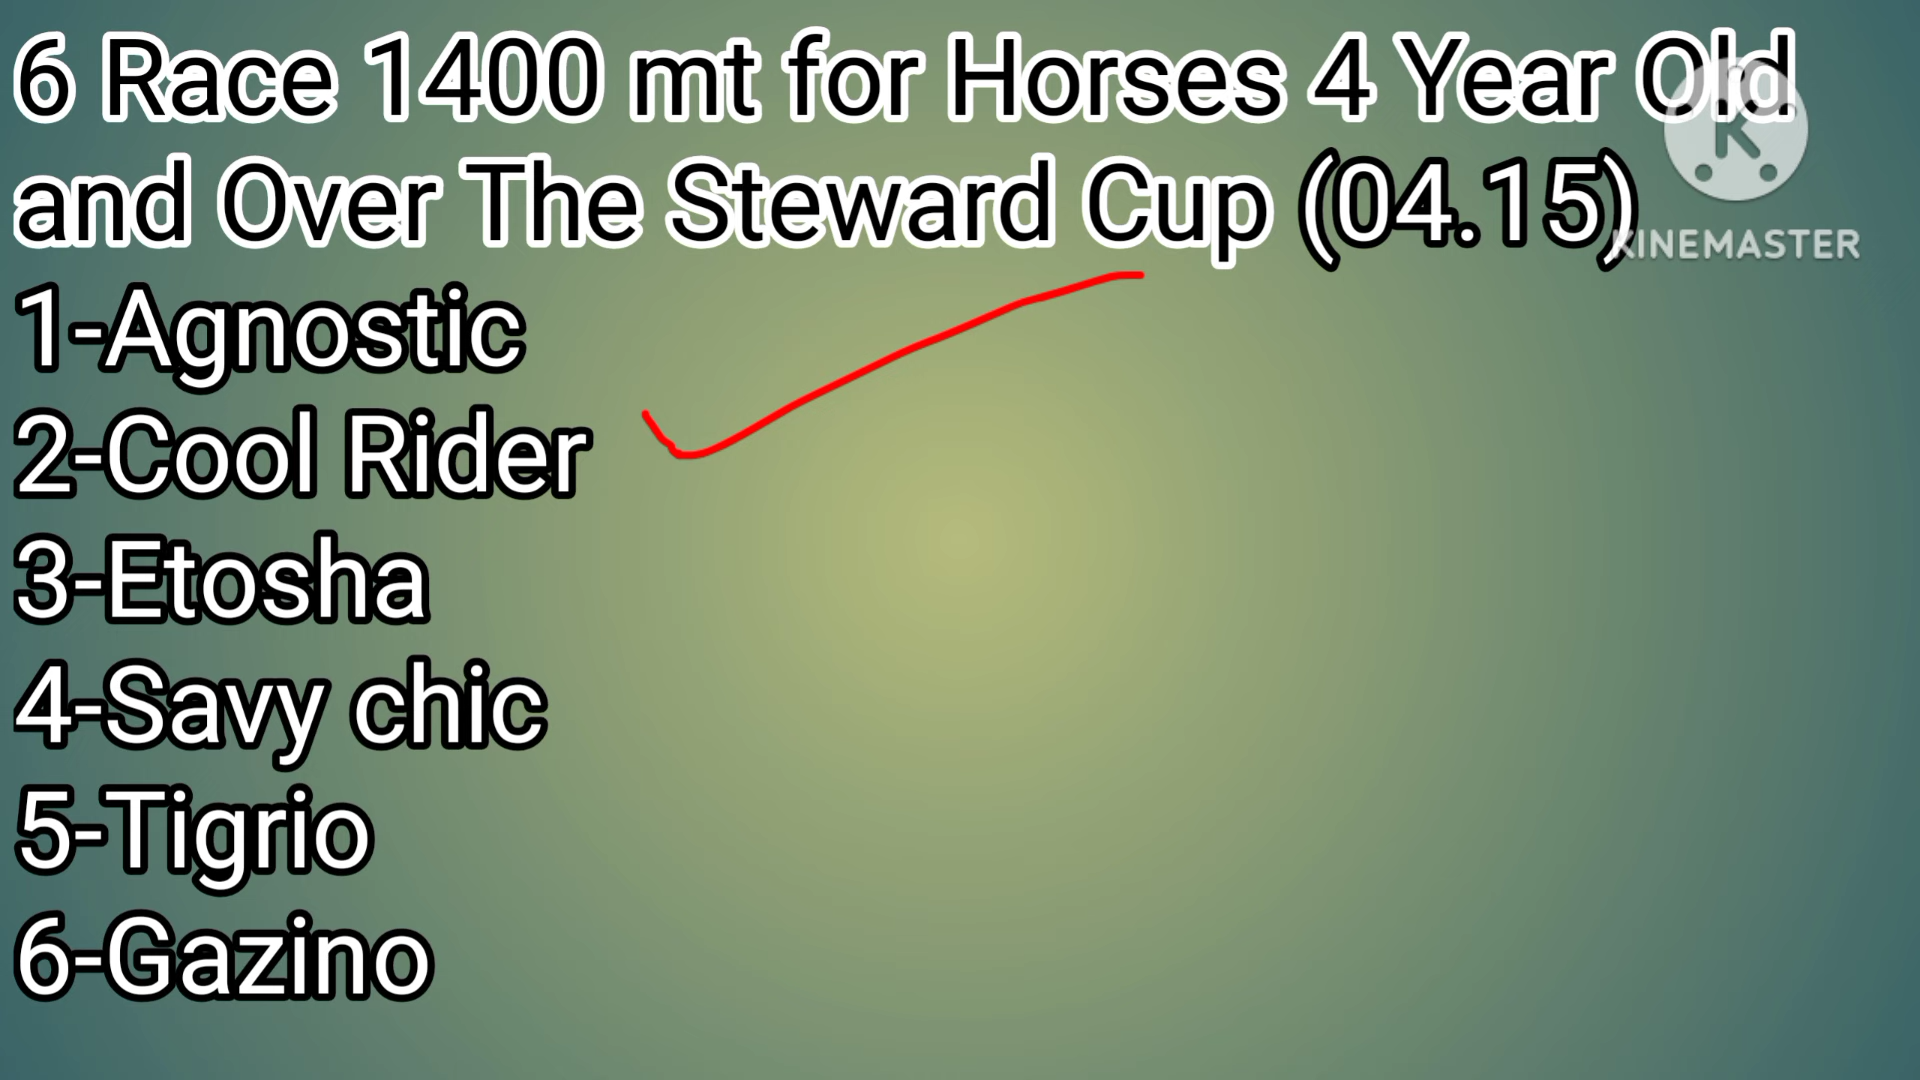 6 Race 1400 mt for Horses 4 Year Old
and Over The Steward Cup (04.15)
KINEMASTER
1-Agnostic
2-Cool Rider
3-Etosha
4-Savy chic
5-Tigrio
6-Gazino